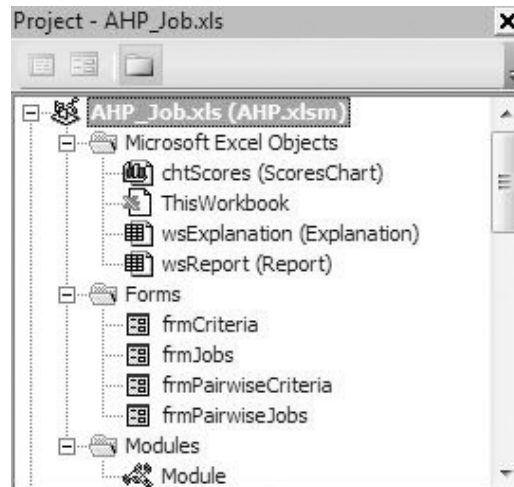 Project - AHP_Job.xls
AHP_Job.xls (AHP.xlsm)
Microsoft Excel Objects
chtScores (ScoresChart)
ThisWorkbook
wsExplanation (Explanation)
wsReport (Report)
Forms
frmCriteria
frmJobs
frmPairwiseCriteria
frmPairwiseJobs
Modules
Module